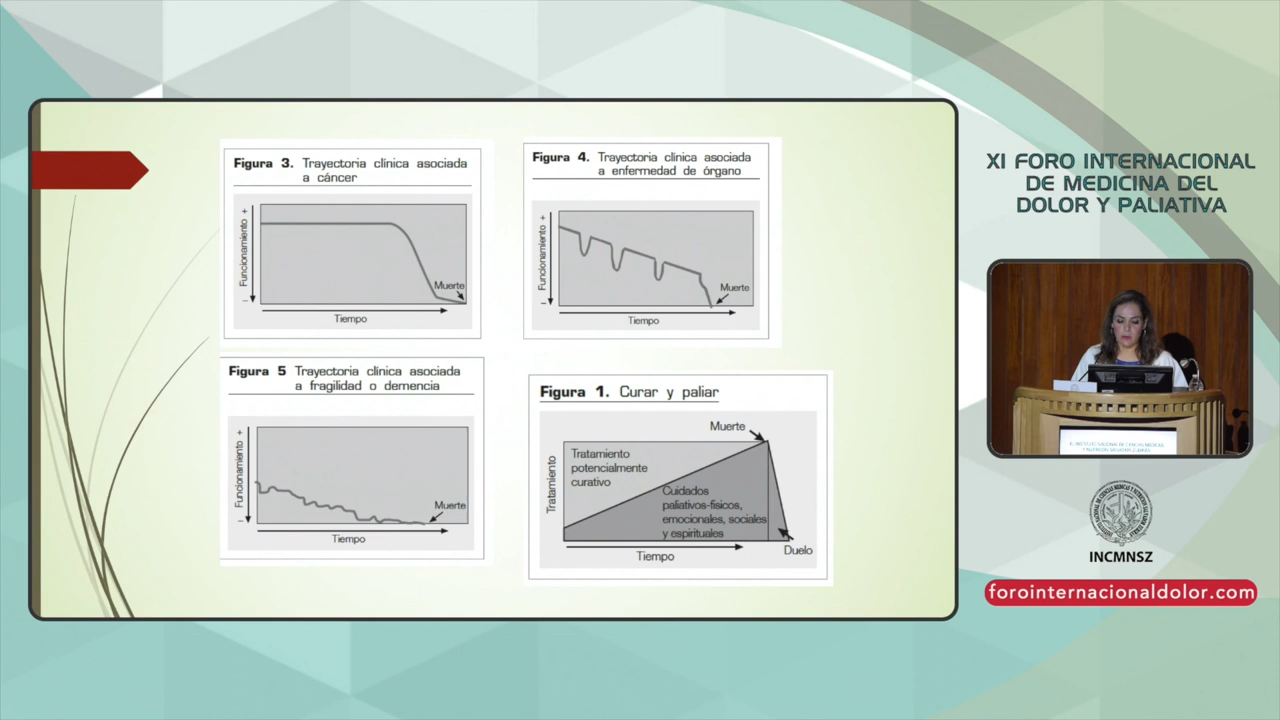 Figura 3. Trayectoria clínica asociada
a cáncer
Funcionamiento
+
–
Muerte
Tiempo
Figura 4. Trayectoria clínica asociada
a enfermedad de órgano
Funcionamiento
+
–
Muerte
Tiempo
Figura 5 Trayectoria clínica asociada
a fragilidad o demencia
Funcionamiento
+
–
Muerte
Tiempo
Figura 1. Curar y paliar
Muerte
Tratamiento
Tratamiento
potencialmente
curativo
Cuidados
paliativos-físicos,
emocionales, sociales
y espirituales
Duelo
Tiempo
XI FORO INTERNACIONAL
DE MEDICINA DEL
DOLOR Y PALIATIVA
INCMNSZ
forointernacionaldolor.com